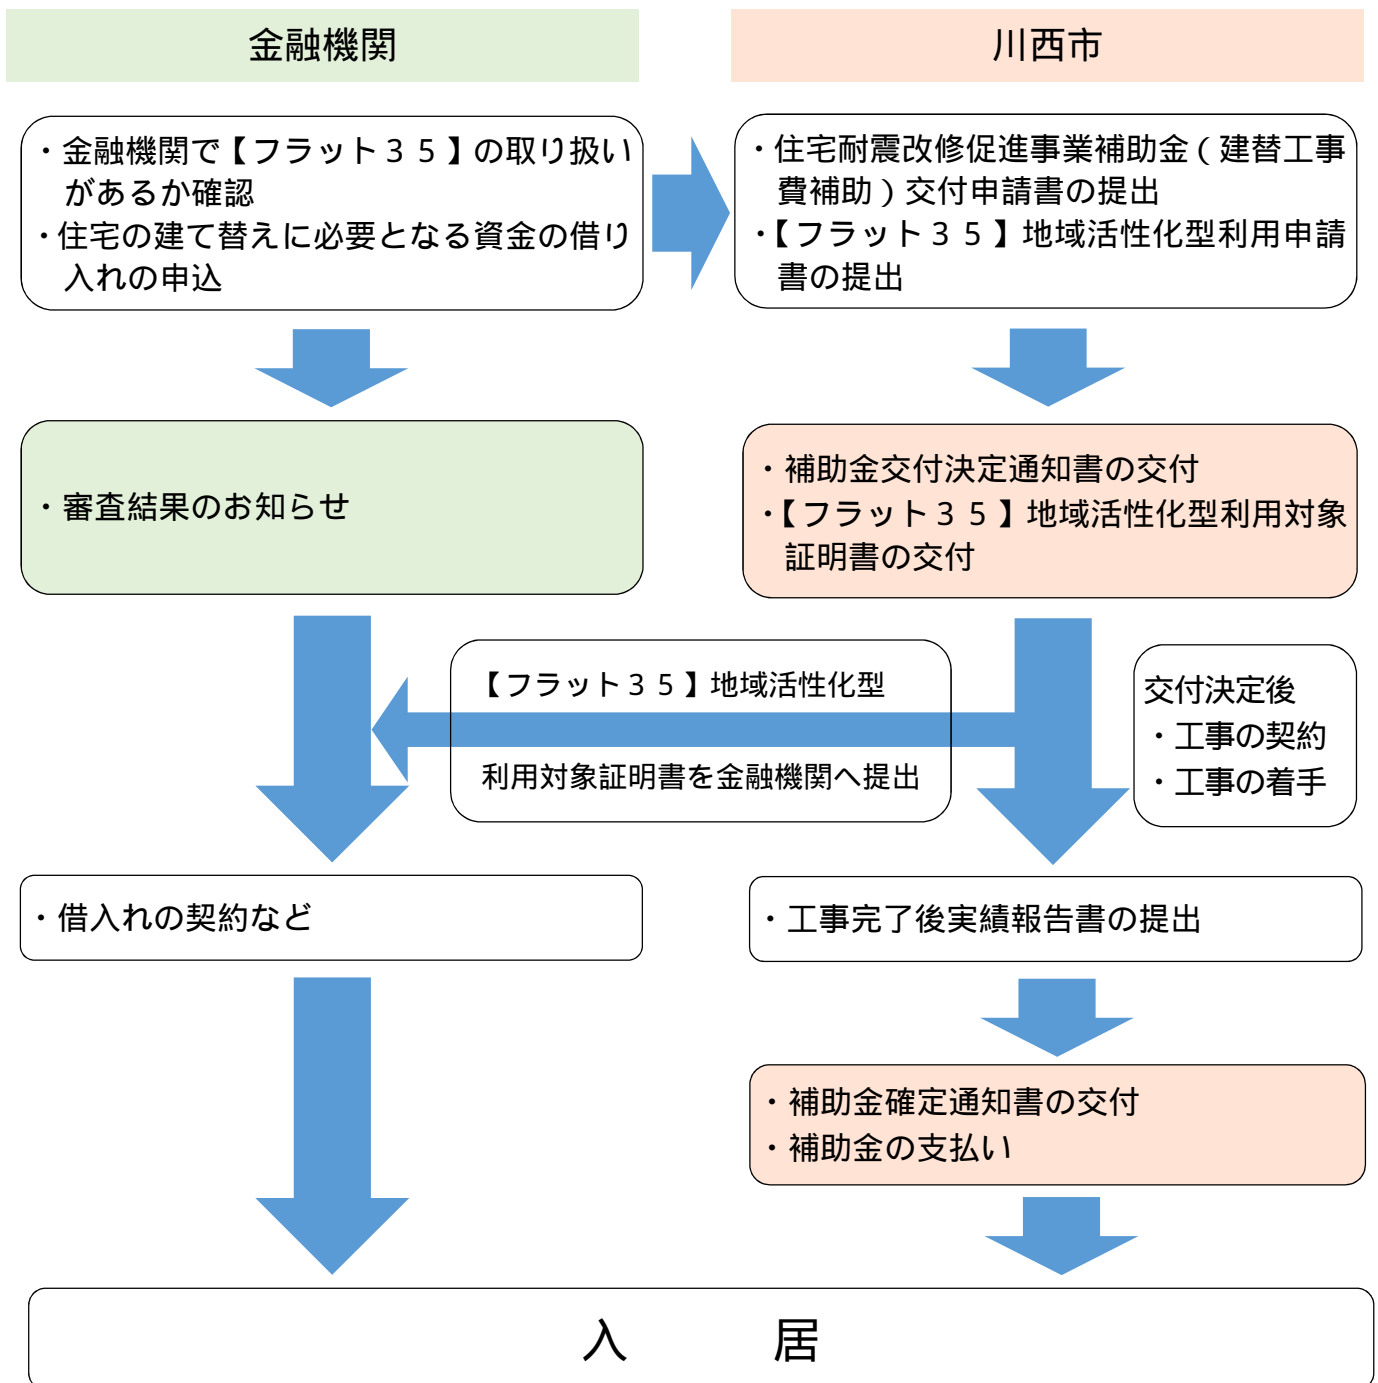 金融機関
川西市
・金融機関で【フラット３５】の取り扱い
があるか確認
・住宅の建て替えに必要となる資金の借り
入れの申込
・住宅耐震改修促進事業補助金（建替工事
費補助）交付申請書の提出
・【フラット３５】地域活性化型利用申請
書の提出
・審査結果のお知らせ
・補助金交付決定通知書の交付
・【フラット３５】地域活性化型利用対象
証明書の交付
【フラット３５】地域活性化型
利用対象証明書を金融機関へ提出
交付決定後
・工事の契約
・工事の着手
・借入れの契約など
・工事完了後実績報告書の提出
・補助金確定通知書の交付
・補助金の支払い
入　　居